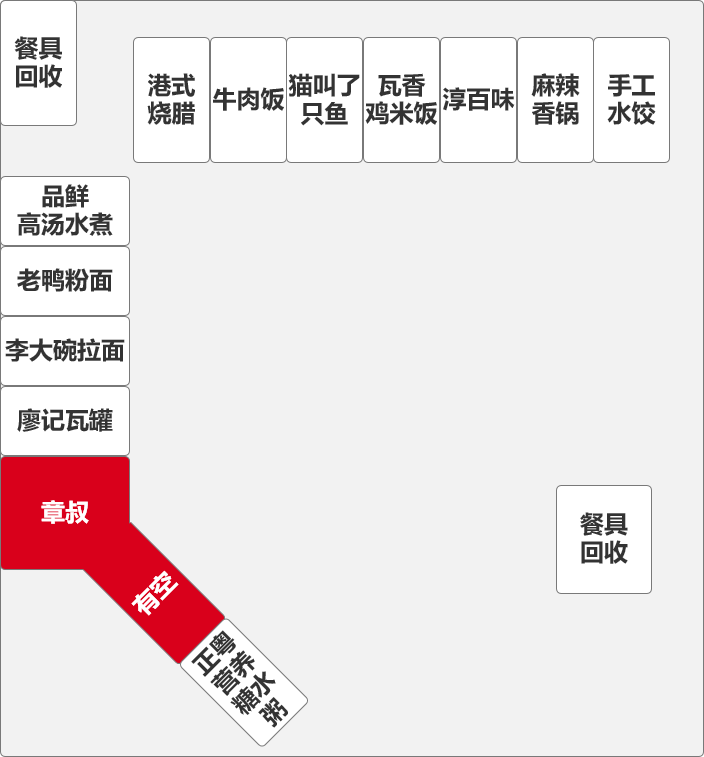 餐具
回收
港式
烧腊
牛肉饭
猫叫了
只鱼
瓦香
鸡米饭
淳百味
麻辣
香锅
手工
水饺
品鲜
高汤水煮
老鸭粉面
李大碗拉面
廖记瓦罐
章叔
有空
正粤
营养
糖水
粥
餐具
回收